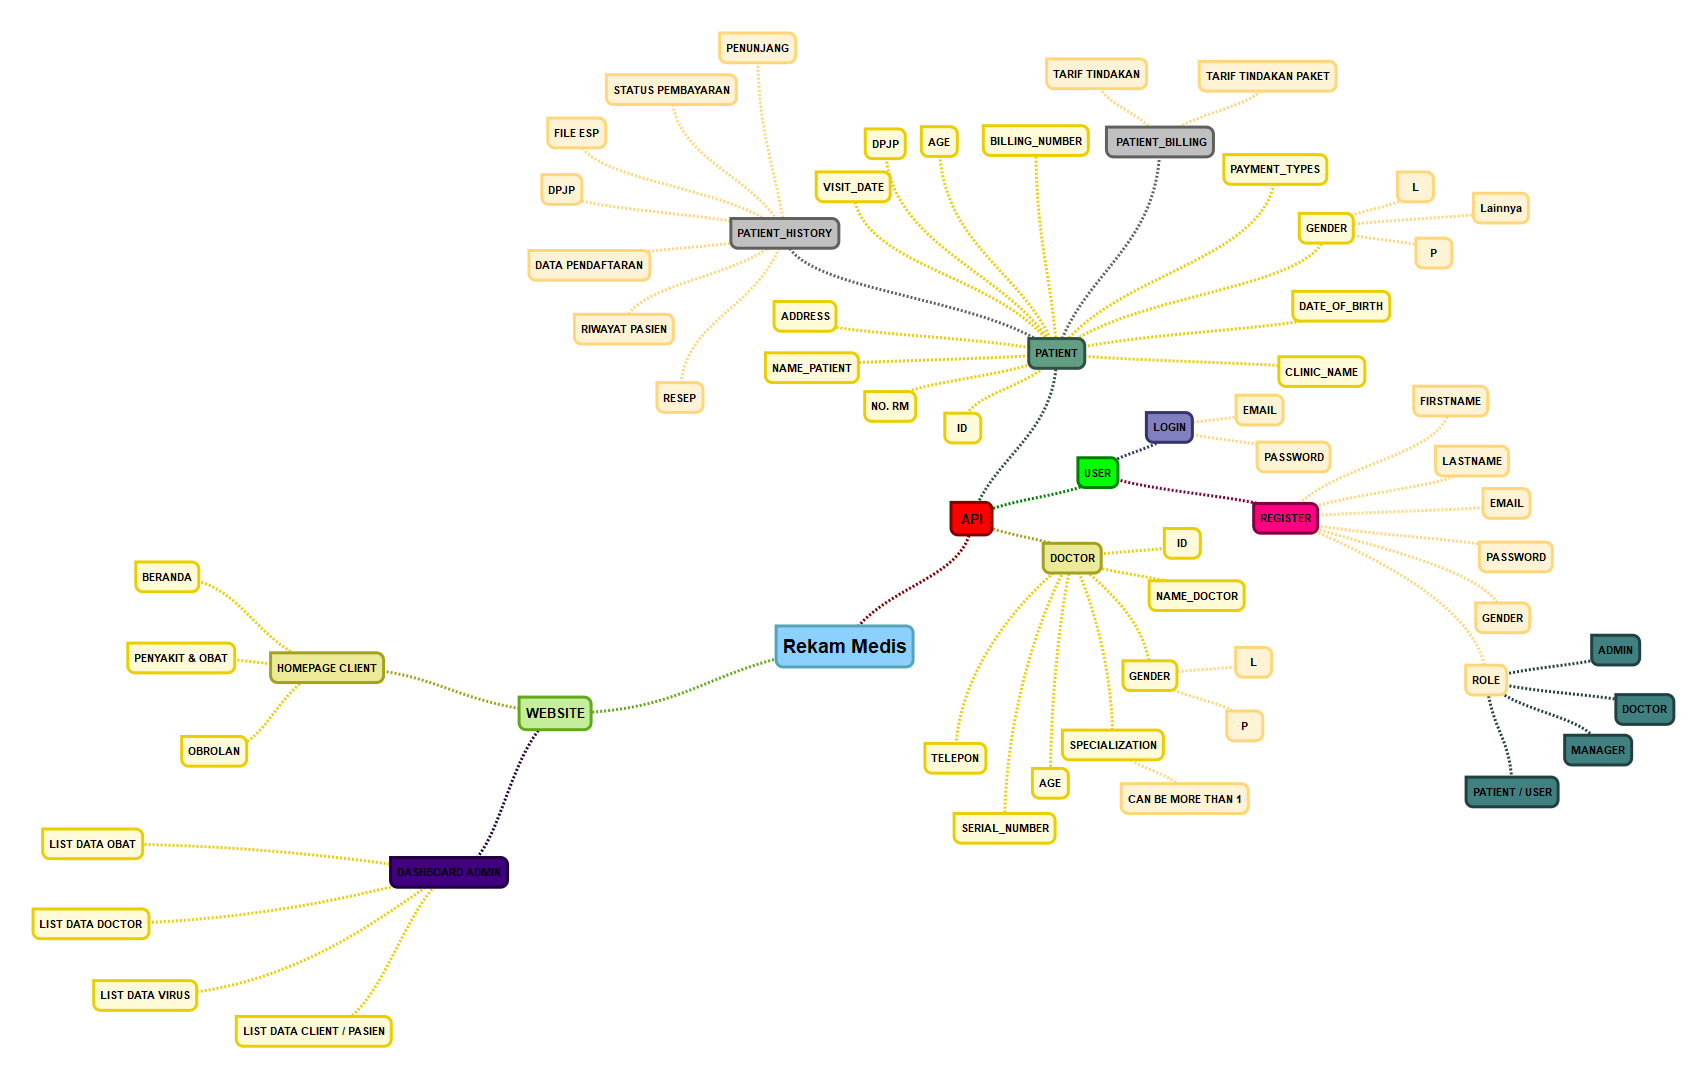 PENUNJANG
STATUS PEMBAYARAN
FILE ESP
DPJP
PATIENT_HISTORY
DATA PENDAFTARAN
RIWAYAT PASIEN
RESEP
TARIF TINDAKAN
TARIF TINDAKAN PAKET
PATIENT_BILLING
VISIT_DATE
DPJP
AGE
BILLING_NUMBER
PAYMENT_TYPES
GENDER
L
Lainnya
P
DATE_OF_BIRTH
CLINIC_NAME
ADDRESS
NAME_PATIENT
NO. RM
ID
PATIENT
LOGIN
EMAIL
PASSWORD
USER
API
REGISTER
FIRSTNAME
LASTNAME
EMAIL
PASSWORD
GENDER
ROLE
ADMIN
DOCTOR
MANAGER
PATIENT / USER
DOCTOR
ID
NAME_DOCTOR
GENDER
L
P
SPECIALIZATION
CAN BE MORE THAN 1
AGE
SERIAL_NUMBER
TELEPON
Rekam Medis
WEBSITE
HOMEPAGE CLIENT
BERANDA
PENYAKIT & OBAT
OBROLAN
DASHBOARD ADMIN
LIST DATA OBAT
LIST DATA DOCTOR
LIST DATA VIRUS
LIST DATA CLIENT / PASIEN